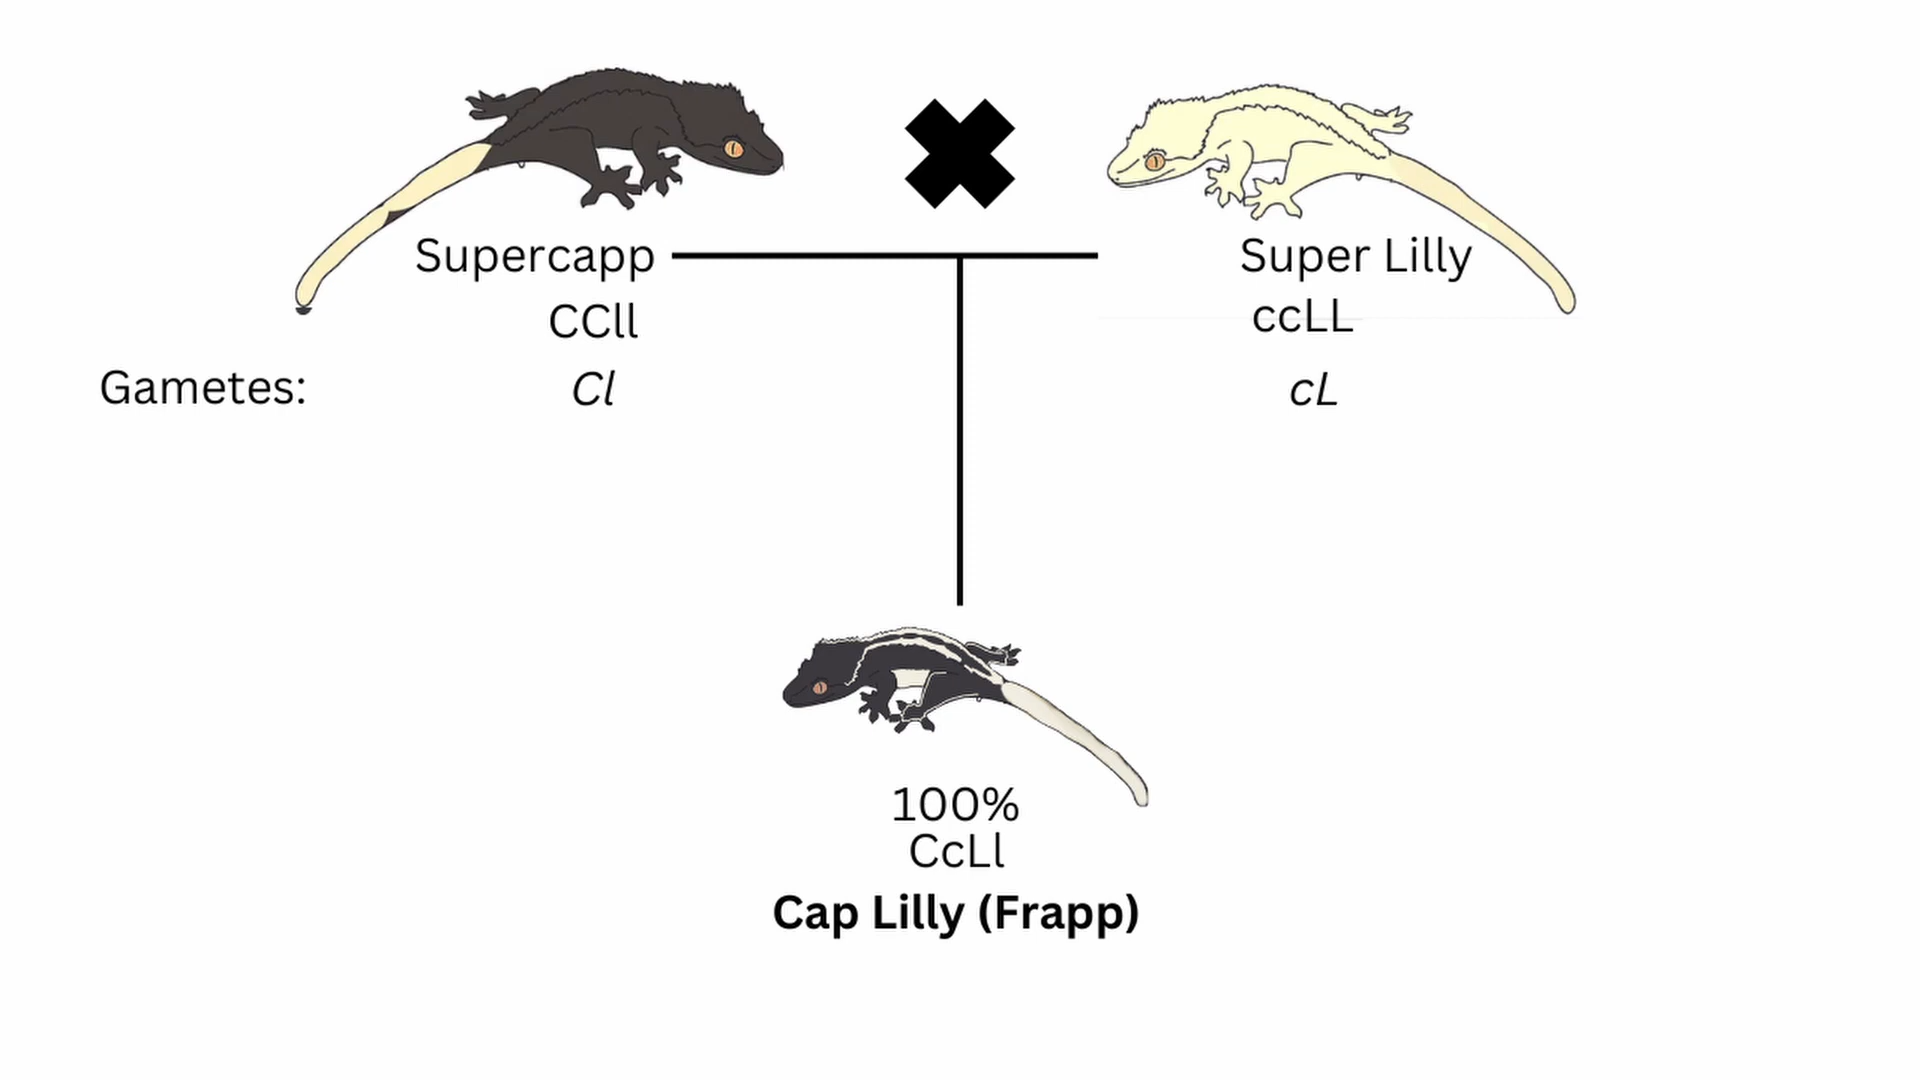 Supercapp
Super Lilly
CCll
ccLL
Gametes:
Cl
cL
100%
CcLl
Cap Lilly (Frapp)